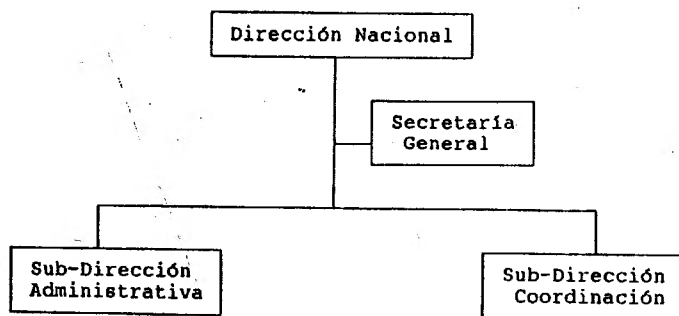 Dirección Nacional
Secretaría
General
Sub-Dirección
Administrativa
Sub-Dirección
Coordinación